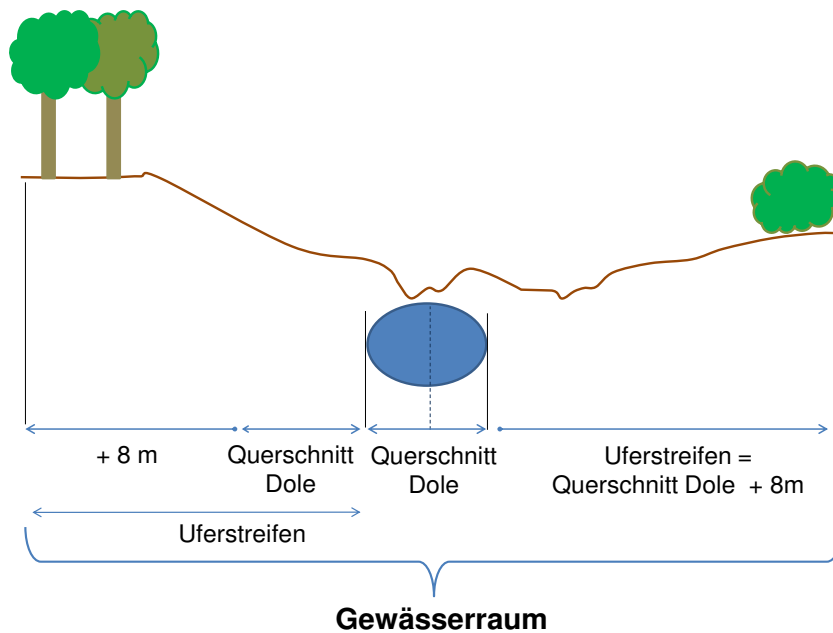 + 8 m
Querschnitt
Dole
Querschnitt
Dole
Uferstreifen =
Querschnitt Dole + 8m
Uferstreifen
Gewässerraum